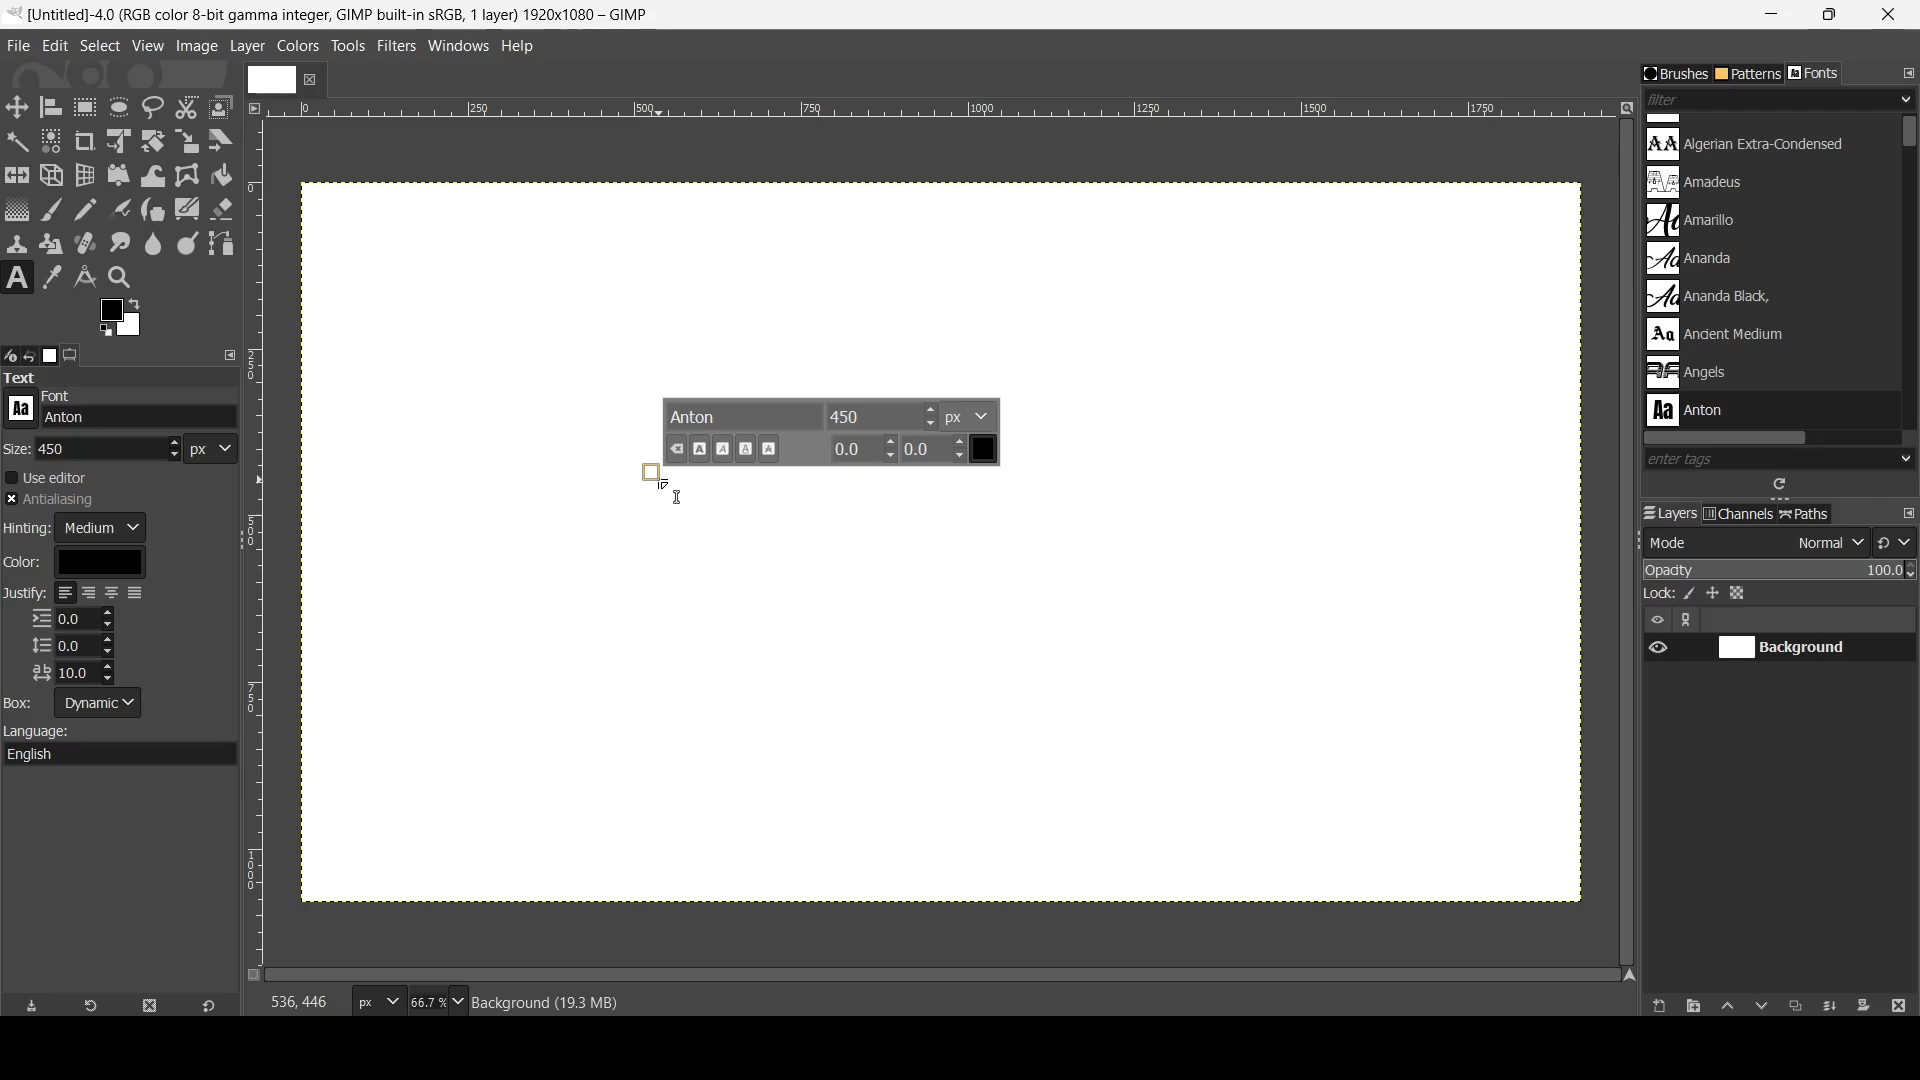 [Untitled]-4.0 (RGB color 8-bit gamma integer, GIMP built-in sRGB, 1 layer) 1920x1080 – GIMP
File Edit Select View Image Layer Colors Tools Filters Windows Help
Brushes Patterns Fonts
filter
0 250 500 750 1000 1250 1500 1750
Algerian Extra-Condensed
Amadeus
Amarillo
Ananda
Ananda Black,
Ancient Medium
Angels
Anton
enter tags
Text
Font
Anton
Size: 450 px
Use editor
Antialiasing
Hinting: Medium
Color:
Justify:
0.0
0.0
10.0
Box: Dynamic
Language:
English
0
250
500
750
1000
Anton 450 px
0.0 0.0
Layers Channels Paths
Mode Normal
Opacity 100.0
Lock:
Background
536, 446 px 66.7 % Background (19.3 MB)